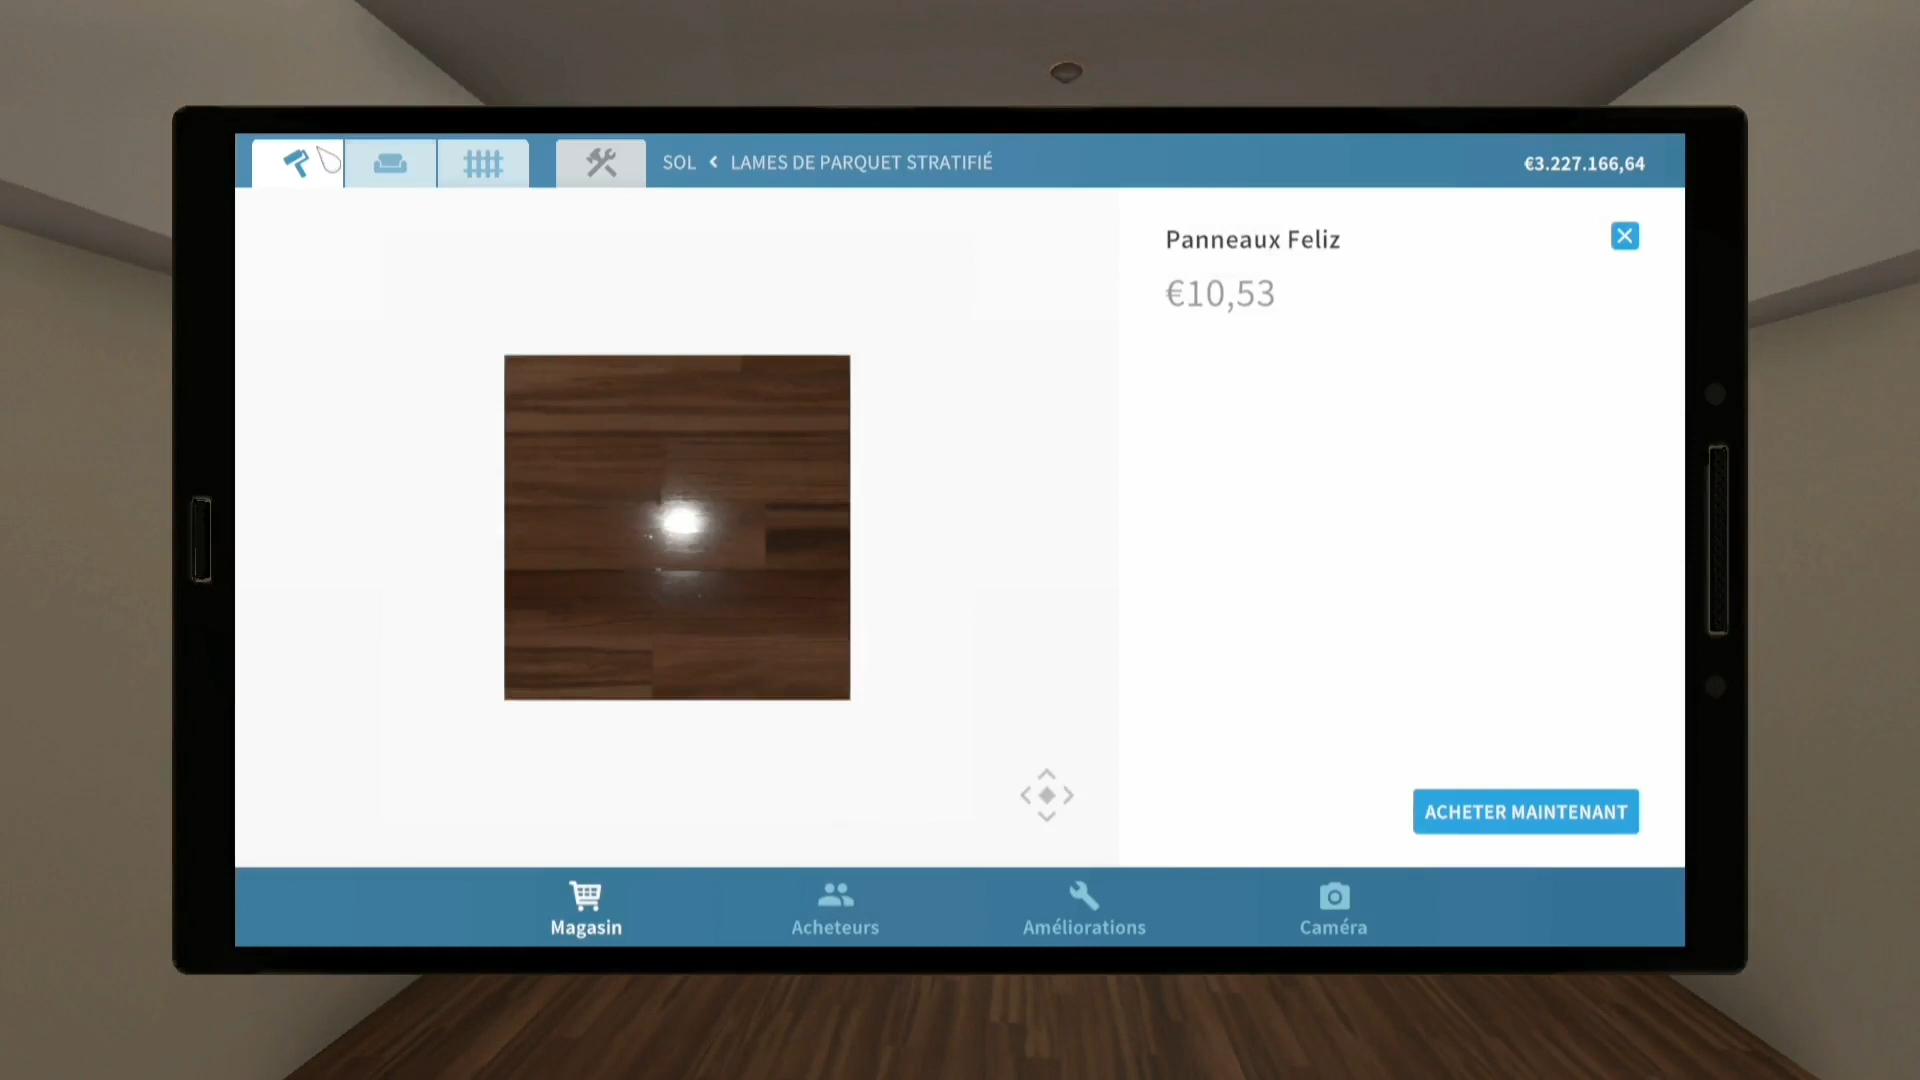 SOL
LAMES DE PARQUET STRATIFIÉ
€3.227.166,64
Panneaux Feliz
€10,53
ACHETER MAINTENANT
Magasin
Acheteurs
Améliorations
Caméra